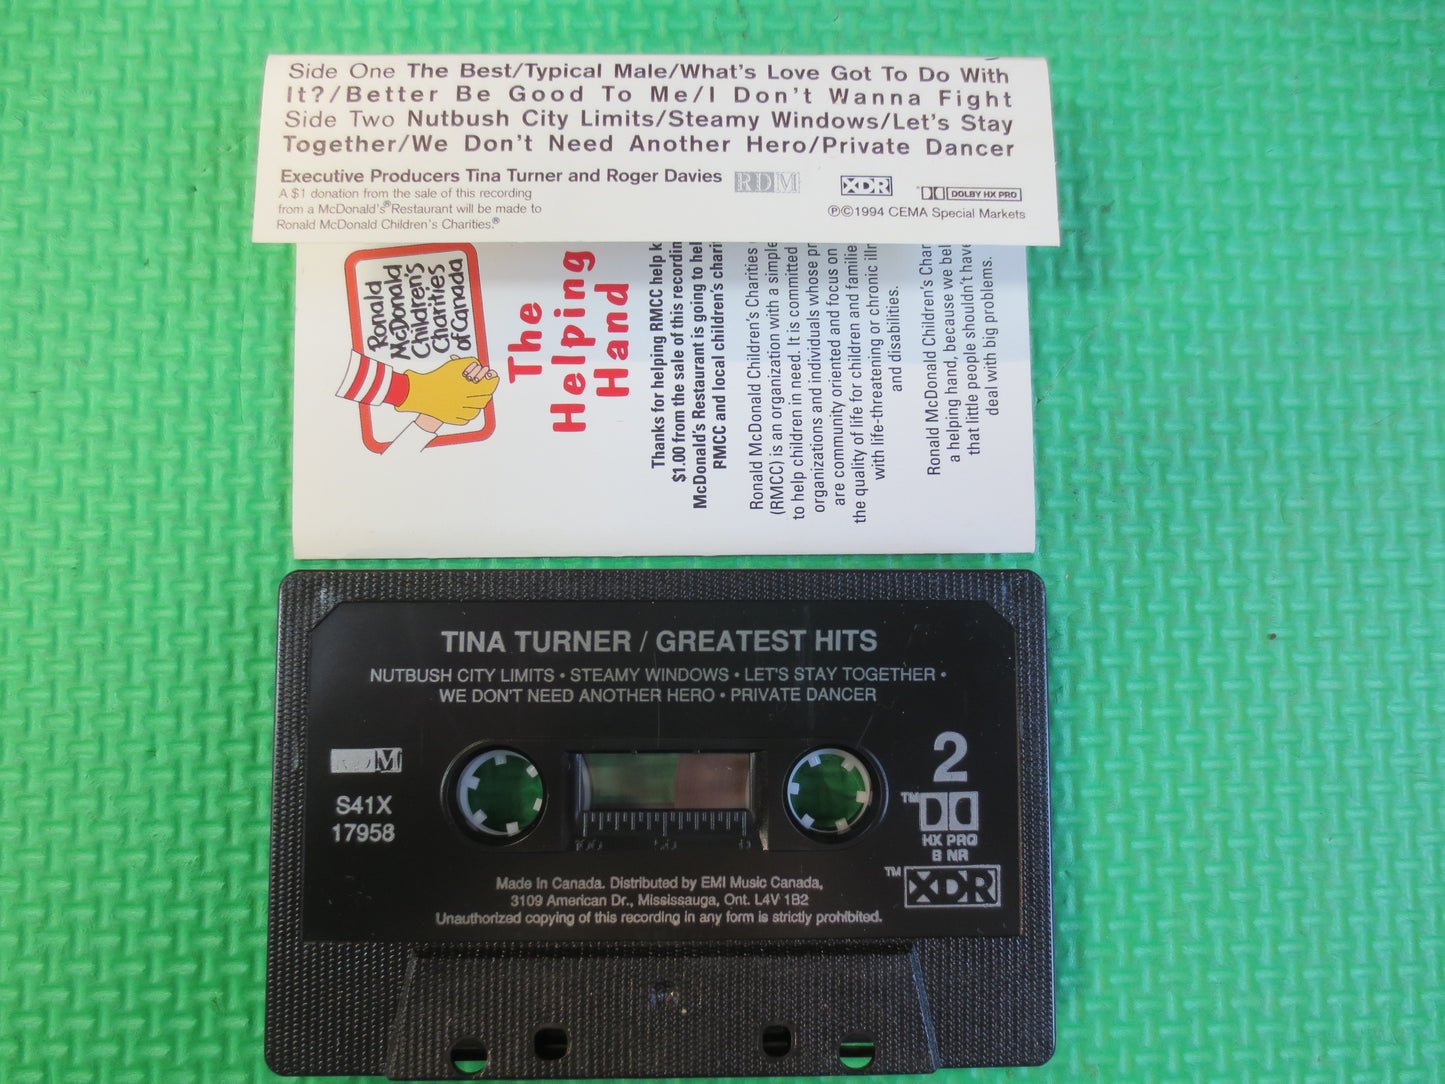 Side One The Best/Typical Male/What's Love Got To Do With
It?/Better Be Good To Me/I Don't Wanna Fight
Side Two Nutbush City Limits/Steamy Windows/Let's Stay
Together/We Don't Need Another Hero/Private Dancer
Executive Producers Tina Turner and Roger Davies
RDM
XDR
DOLBY HX PRO
A $1 donation from the sale of this recording
from a McDonald's® Restaurant will be made to
Ronald McDonald Children's Charities.®
℗©1994 CEMA Special Markets
Ronald
McDonald
Children's
Charities
of Canada
The
Helping
Hand
Thanks for helping RMCC help
$1.00 from the sale of this recordin
McDonald's Restaurant is going to hel
RMCC and local children's chari
Ronald McDonald Children's Charities
(RMCC) is an organization with a simple
to help children in need. It is committed
organizations and individuals whose pr
are community oriented and focus on
the quality of life for children and familie
with life-threatening or chronic illn
and disabilities.
Ronald McDonald Children's Char
a helping hand, because we bel
that little people shouldn't have
deal with big problems.
TINA TURNER / GREATEST HITS
NUTBUSH CITY LIMITS • STEAMY WINDOWS • LET'S STAY TOGETHER •
WE DON'T NEED ANOTHER HERO • PRIVATE DANCER
RDM
S41X
17958
2
TM
HX PRO
B NR
TM XDR
100 50 0
Made In Canada. Distributed by EMI Music Canada,
3109 American Dr., Mississauga, Ont. L4V 1B2
Unauthorized copying of this recording in any form is strictly prohibited.